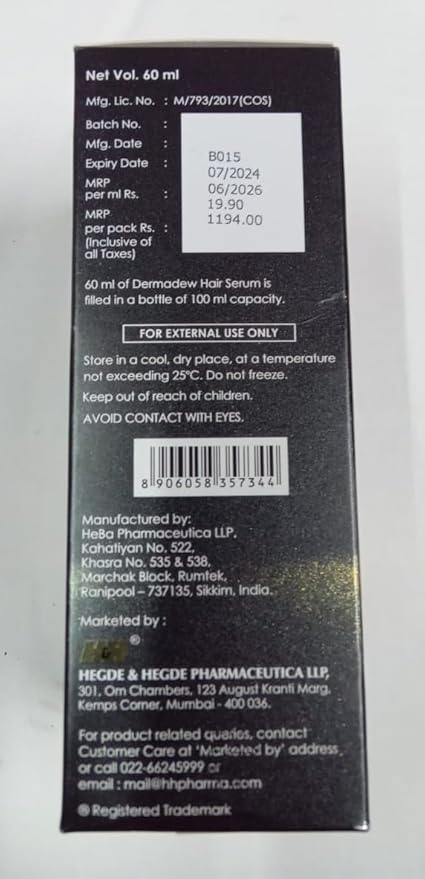 Net Vol. 60 ml
Mfg. Lic. No. : M/793/2017(COS)
Batch No. : B015
Mfg. Date : 07/2024
Expiry Date : 06/2026
MRP
per ml Rs. : 19.90
MRP
per pack Rs. : 1194.00
(Inclusive of
all Taxes)
60 ml of Dermadew Hair Serum is
filled in a bottle of 100 ml capacity.
FOR EXTERNAL USE ONLY
Store in a cool, dry place, at a temperature
not exceeding 25°C. Do not freeze.
Keep out of reach of children.
AVOID CONTACT WITH EYES.
8 906058 357344
Manufactured by:
HeBa Pharmaceutica LLP,
Kahatiyan No. 522,
Khasra No. 535 & 538,
Marchak Block, Rumtek,
Ranipool – 737135, Sikkim, India.
Marketed by :
H&H®
HEGDE & HEGDE PHARMACEUTICA LLP,
301, Om Chambers, 123 August Kranti Marg,
Kemps Corner, Mumbai - 400 036.
For product related queries, contact
Customer Care at 'Marketed by' address
or call 022-66245999 or
email : mail@hhpharma.com
® Registered Trademark